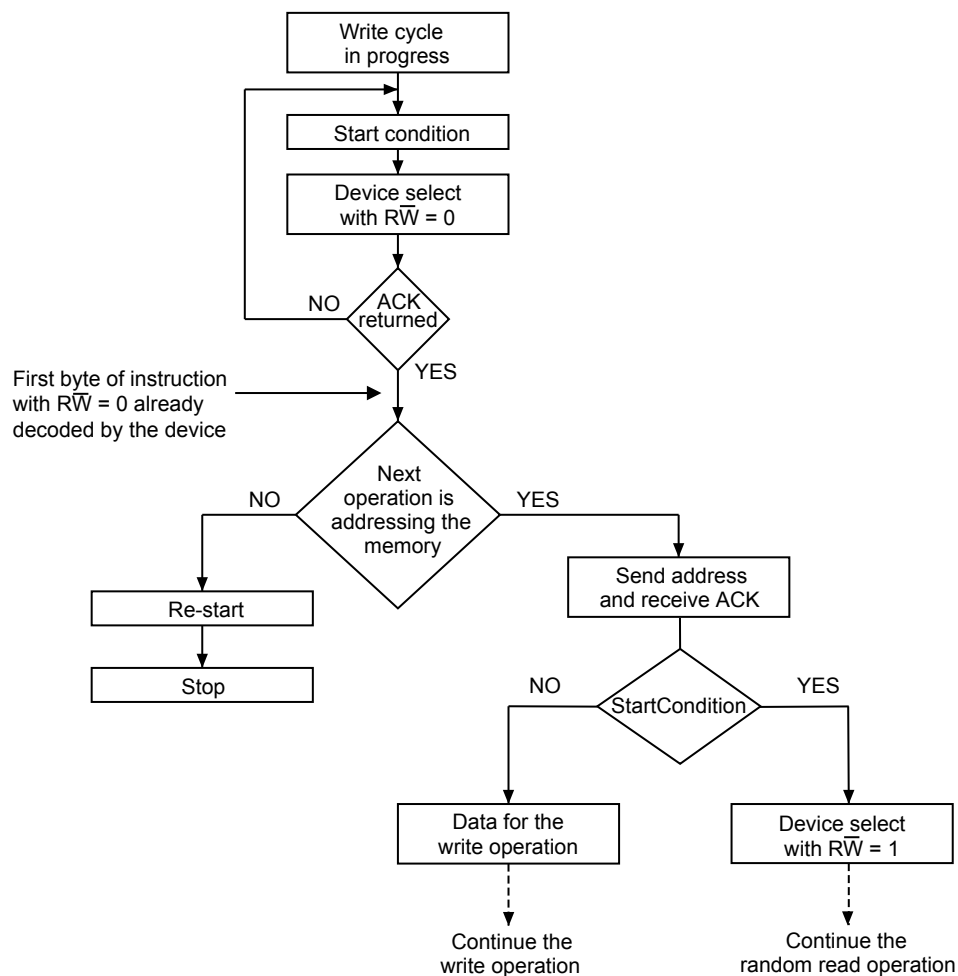 Write cycle
in progress
Start condition
Device select
with RW̅ = 0
NO
ACK
returned
YES
First byte of instruction
with RW̅ = 0 already
decoded by the device
NO
Next
operation is
addressing the
memory
YES
Send address
and receive ACK
Re-start
Stop
NO
StartCondition
YES
Data for the
write operation
Device select
with RW̅ = 1
Continue the
write operation
Continue the
random read operation